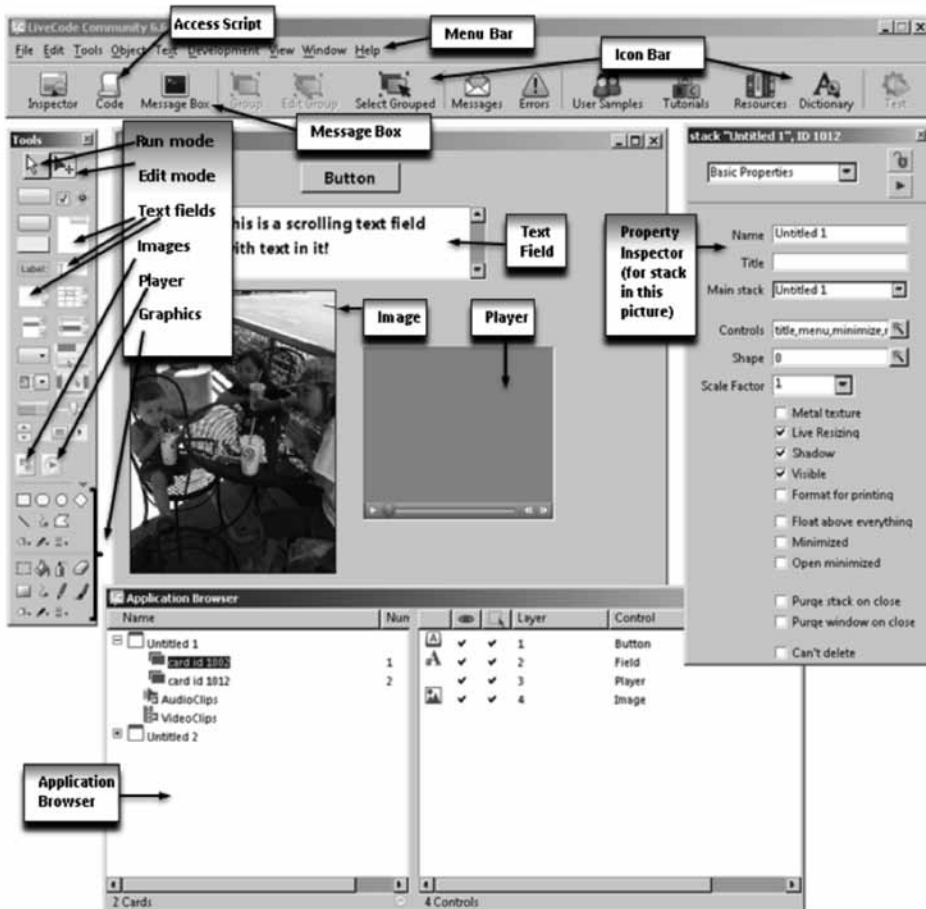 Access Script
LiveCode Community 6.6
Menu Bar
File Edit Tools Object Text Development View Window Help
Icon Bar
Inspector Code Message Box Group Edit Group Select Grouped Messages Errors User Samples Tutorials Resources Dictionary Test
Message Box
Tools
Run mode
Edit mode
Text fields
Images
Player
Graphics
Label:
Button
his is a scrolling text field
with text in it!
Text
Field
Image
Player
stack "Untitled 1", ID 1012
Basic Properties
Property
Inspector
(for stack
in this
picture)
Name Untitled 1
Title
Main stack Untitled 1
Controls title,menu,minimize,r
Shape 0
Scale Factor 1
Metal texture
Live Resizing
Shadow
Visible
Format for printing
Float above everything
Minimized
Open minimized
Purge stack on close
Purge window on close
Can't delete
Application Browser
Name Num
Layer Control
Untitled 1
card id 1002 1
card id 1012 2
AudioClips
VideoClips
Untitled 2
1 Button
2 Field
3 Player
4 Image
Application
Browser
2 Cards
4 Controls